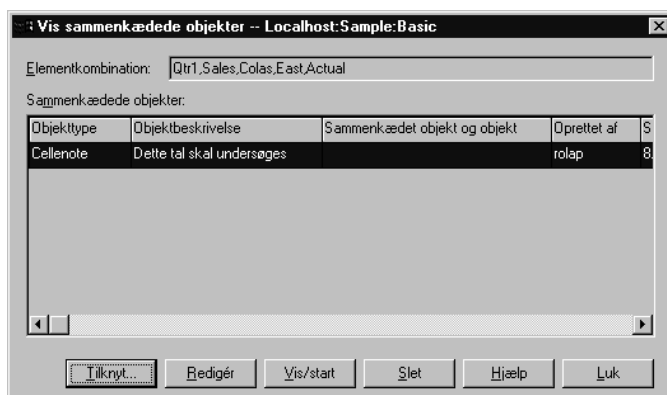 Vis sammenkædede objekter -- Localhost:Sample:Basic
Elementkombination: Qtr1,Sales,Colas,East,Actual
Sammenkædede objekter:
Objekttype Objektbeskrivelse Sammenkædet objekt og objekt Oprettet af S
Cellenote Dette tal skal undersøges rolap 8.
Tilknyt... Redigér Vis/start Slet Hjælp Luk